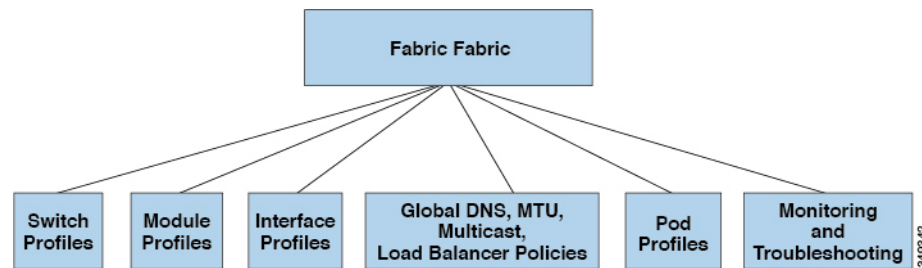 Fabric Fabric
Switch
Profiles
Module
Profiles
Interface
Profiles
Global DNS, MTU,
Multicast,
Load Balancer Policies
Pod
Profiles
Monitoring
and
Troubleshooting